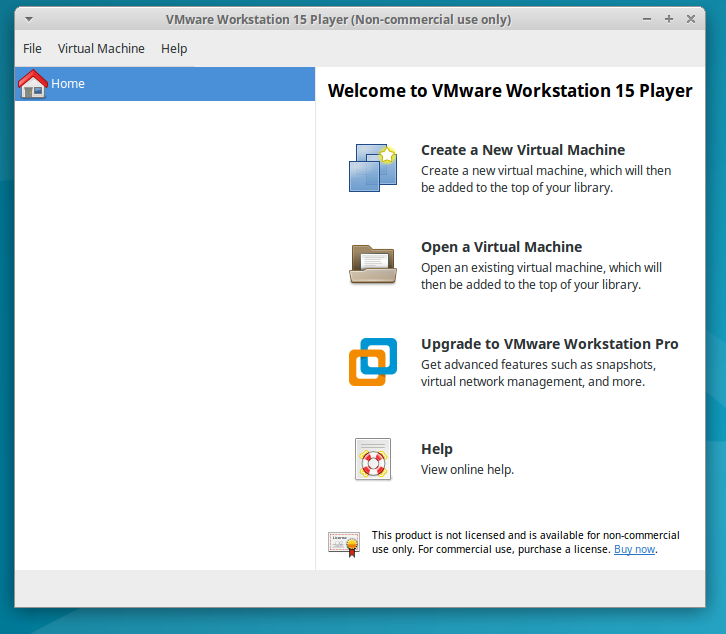 VMware Workstation 15 Player (Non-commercial use only)
File Virtual Machine Help
Home
Welcome to VMware Workstation 15 Player
Create a New Virtual Machine
Create a new virtual machine, which will then
be added to the top of your library.
Open a Virtual Machine
Open an existing virtual machine, which will
then be added to the top of your library.
Upgrade to VMware Workstation Pro
Get advanced features such as snapshots,
virtual network management, and more.
Help
View online help.
License
This product is not licensed and is available for non-commercial
use only. For commercial use, purchase a license. Buy now.